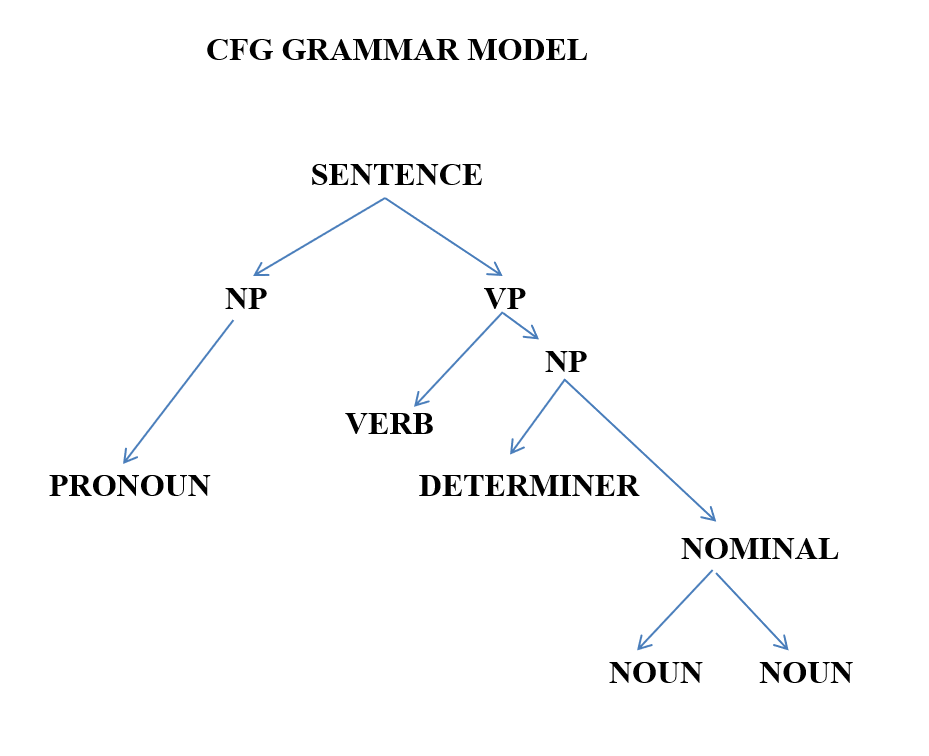 CFG GRAMMAR MODEL
SENTENCE
NP VP
NP
VERB
PRONOUN DETERMINER
NOMINAL
NOUN NOUN